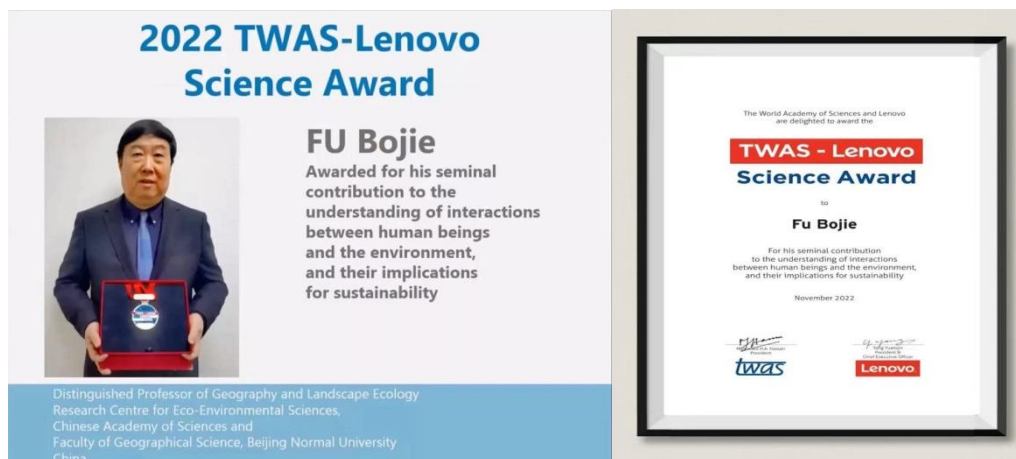 2022 TWAS-Lenovo
Science Award
FU Bojie
Awarded for his seminal
contribution to the
understanding of interactions
between human beings
and the environment,
and their implications
for sustainability
Distinguished Professor of Geography and Landscape Ecology
Research Centre for Eco-Environmental Sciences,
Chinese Academy of Sciences and
Faculty of Geographical Science, Beijing Normal University
China
The World Academy of Sciences and Lenovo
are delighted to award the
TWAS - Lenovo
Science Award
to
Fu Bojie
For his seminal contribution
to the understanding of interactions
between human beings and the environment,
and their implications for sustainability
November 2022
President
twas
Yang Yuanqing
President &
Chief Executive Officer
Lenovo